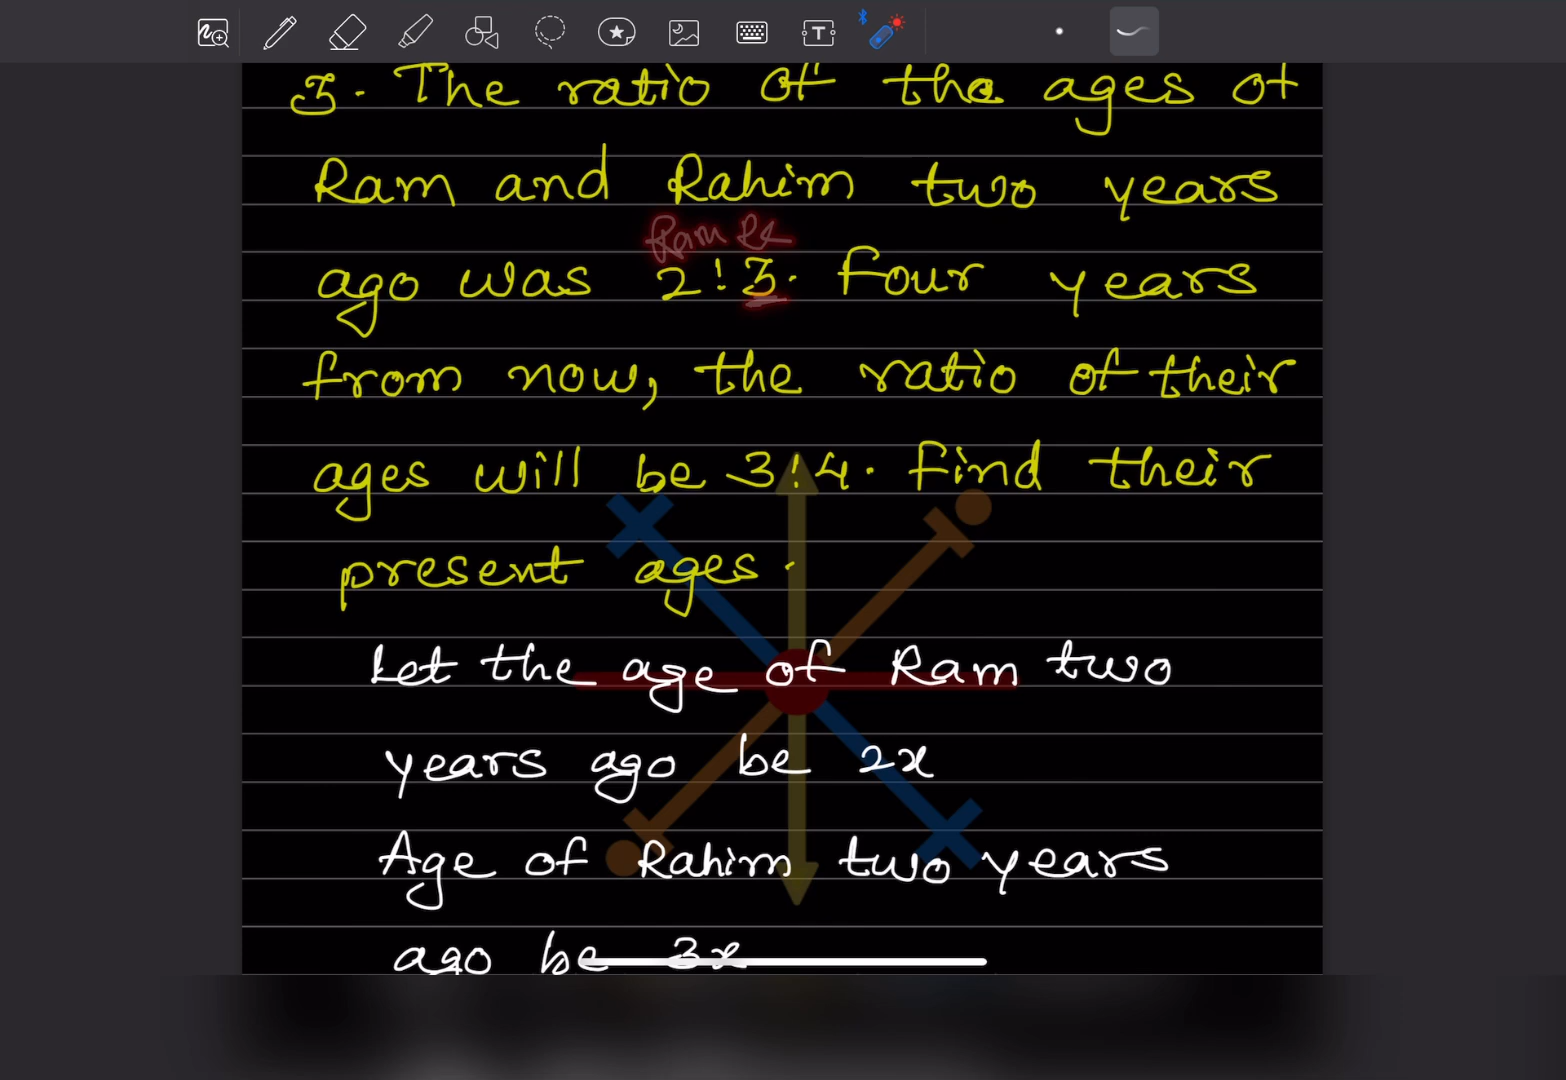 3. The ratio of the ages of
Ram and Rahim two years
Ram
ago was 2:3. Four years
from now, the ratio of their
ages will be 3:4. Find their
present ages.
Let the age of Ram two
years ago be 2x
Age of Rahim two years
ago be 3x